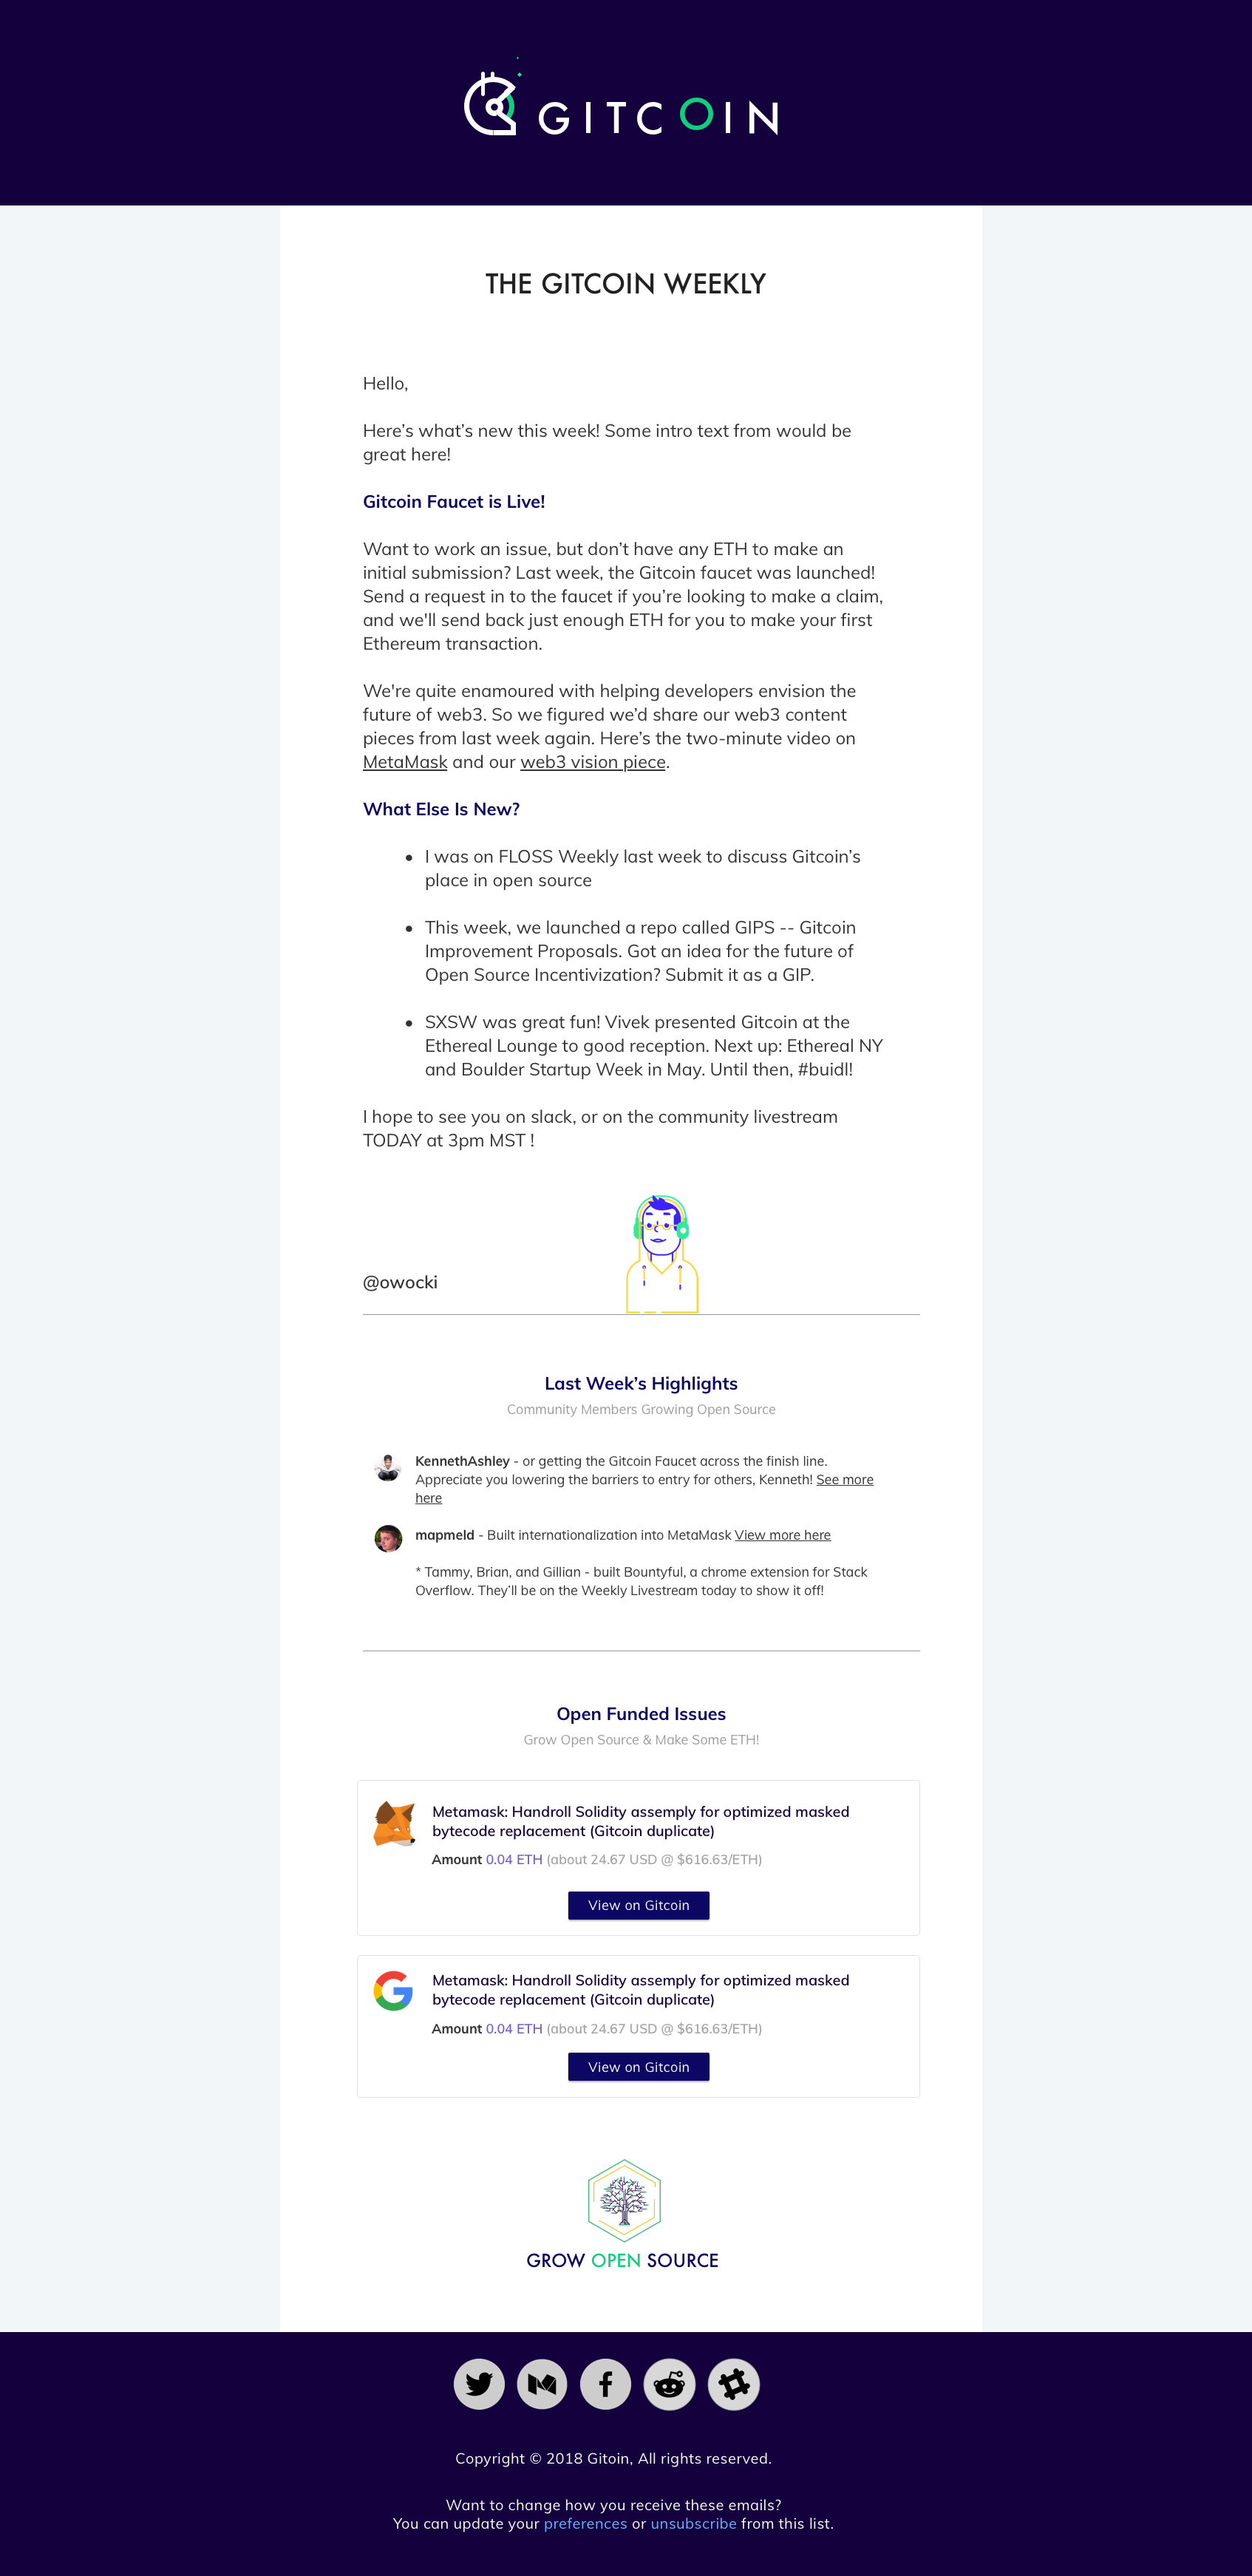 GITCOIN
THE GITCOIN WEEKLY
Hello,
Here’s what’s new this week! Some intro text from would be
great here!
Gitcoin Faucet is Live!
Want to work an issue, but don’t have any ETH to make an
initial submission? Last week, the Gitcoin faucet was launched!
Send a request in to the faucet if you’re looking to make a claim,
and we'll send back just enough ETH for you to make your first
Ethereum transaction.
We're quite enamoured with helping developers envision the
future of web3. So we figured we’d share our web3 content
pieces from last week again. Here’s the two-minute video on
MetaMask and our web3 vision piece.
What Else Is New?
• I was on FLOSS Weekly last week to discuss Gitcoin’s
place in open source
• This week, we launched a repo called GIPS -- Gitcoin
Improvement Proposals. Got an idea for the future of
Open Source Incentivization? Submit it as a GIP.
• SXSW was great fun! Vivek presented Gitcoin at the
Ethereal Lounge to good reception. Next up: Ethereal NY
and Boulder Startup Week in May. Until then, #buidl!
I hope to see you on slack, or on the community livestream
TODAY at 3pm MST !
@owocki
Last Week’s Highlights
Community Members Growing Open Source
KennethAshley - or getting the Gitcoin Faucet across the finish line.
Appreciate you lowering the barriers to entry for others, Kenneth! See more
here
mapmeld - Built internationalization into MetaMask View more here
* Tammy, Brian, and Gillian - built Bountyful, a chrome extension for Stack
Overflow. They’ll be on the Weekly Livestream today to show it off!
Open Funded Issues
Grow Open Source & Make Some ETH!
Metamask: Handroll Solidity assemply for optimized masked
bytecode replacement (Gitcoin duplicate)
Amount 0.04 ETH (about 24.67 USD @ $616.63/ETH)
View on Gitcoin
Metamask: Handroll Solidity assemply for optimized masked
bytecode replacement (Gitcoin duplicate)
Amount 0.04 ETH (about 24.67 USD @ $616.63/ETH)
View on Gitcoin
GROW OPEN SOURCE
Copyright © 2018 Gitoin, All rights reserved.
Want to change how you receive these emails?
You can update your preferences or unsubscribe from this list.